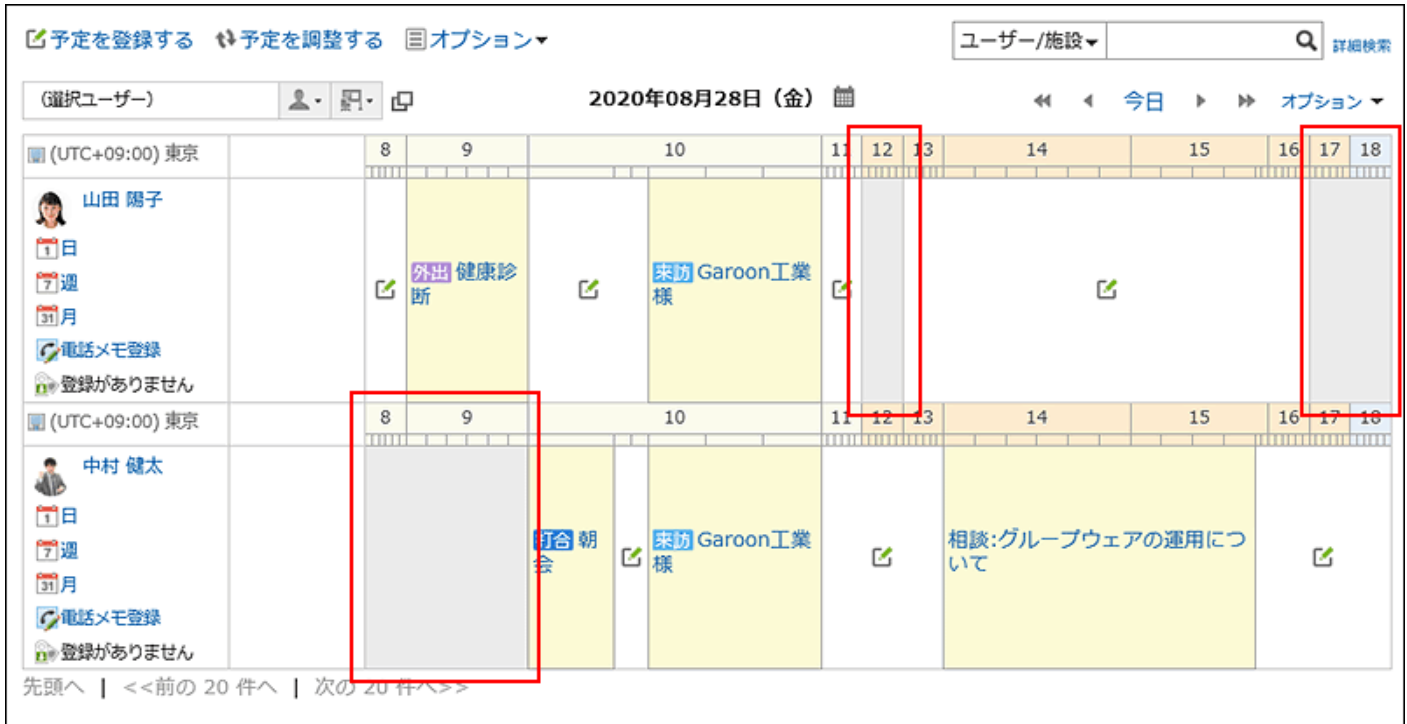 予定を登録する 予定を調整する オプション ユーザー/施設 詳細検索
(選択ユーザー) 2020年08月28日(金) 今日 オプション
(UTC+09:00) 東京 8 9 10 11 12 13 14 15 16 17 18
山田 陽子
1 日
7 週
31 月
電話メモ登録
登録がありません
外出 健康診
断
来訪 Garoon工業
様
(UTC+09:00) 東京 8 9 10 11 12 13 14 15 16 17 18
中村 健太
1 日
7 週
31 月
電話メモ登録
登録がありません
打合 朝
会
来訪 Garoon工業
様
相談:グループウェアの運用につ
いて
先頭へ | <<前の 20 件へ | 次の 20 件へ>>